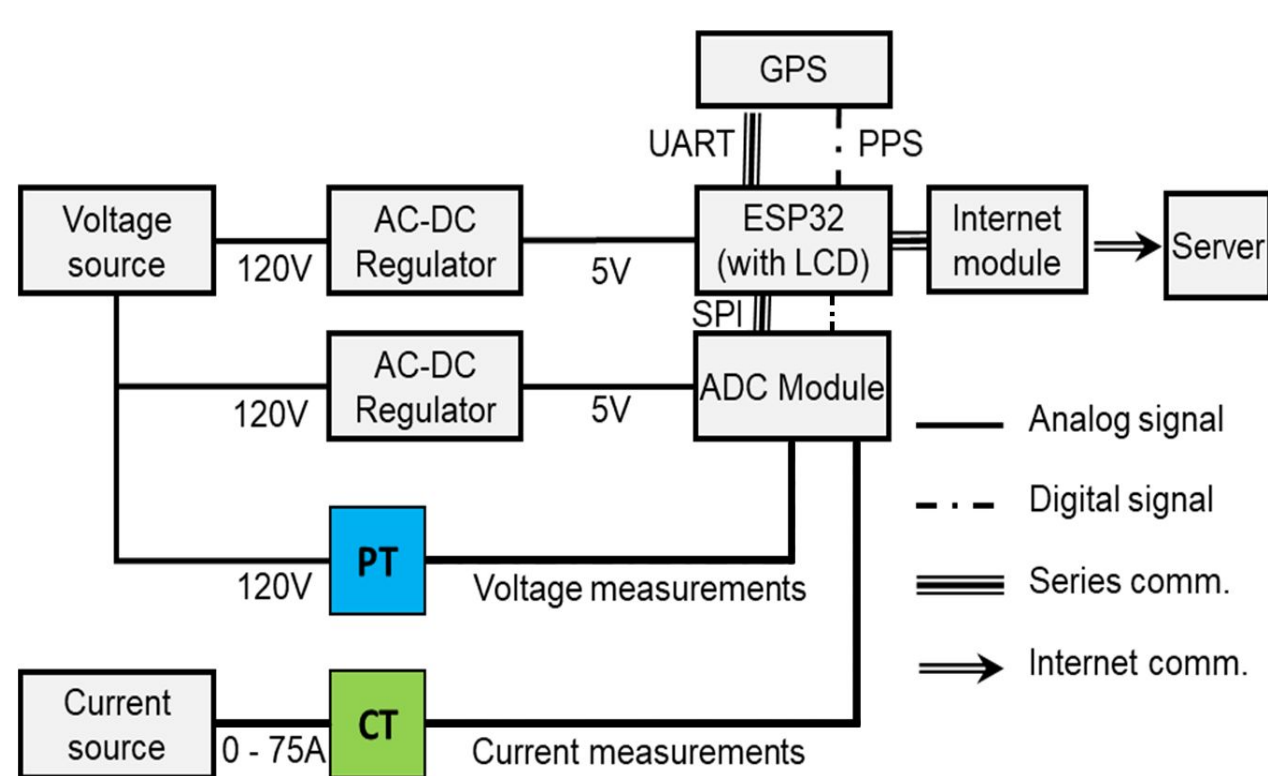 GPS
UART
PPS
Voltage
source
120V
AC-DC
Regulator
5V
ESP32
(with LCD)
Internet
module
Server
SPI
120V
AC-DC
Regulator
5V
ADC Module
Analog signal
Digital signal
Series comm.
Internet comm.
120V
PT
Voltage measurements
Current
source
0 - 75A
CT
Current measurements